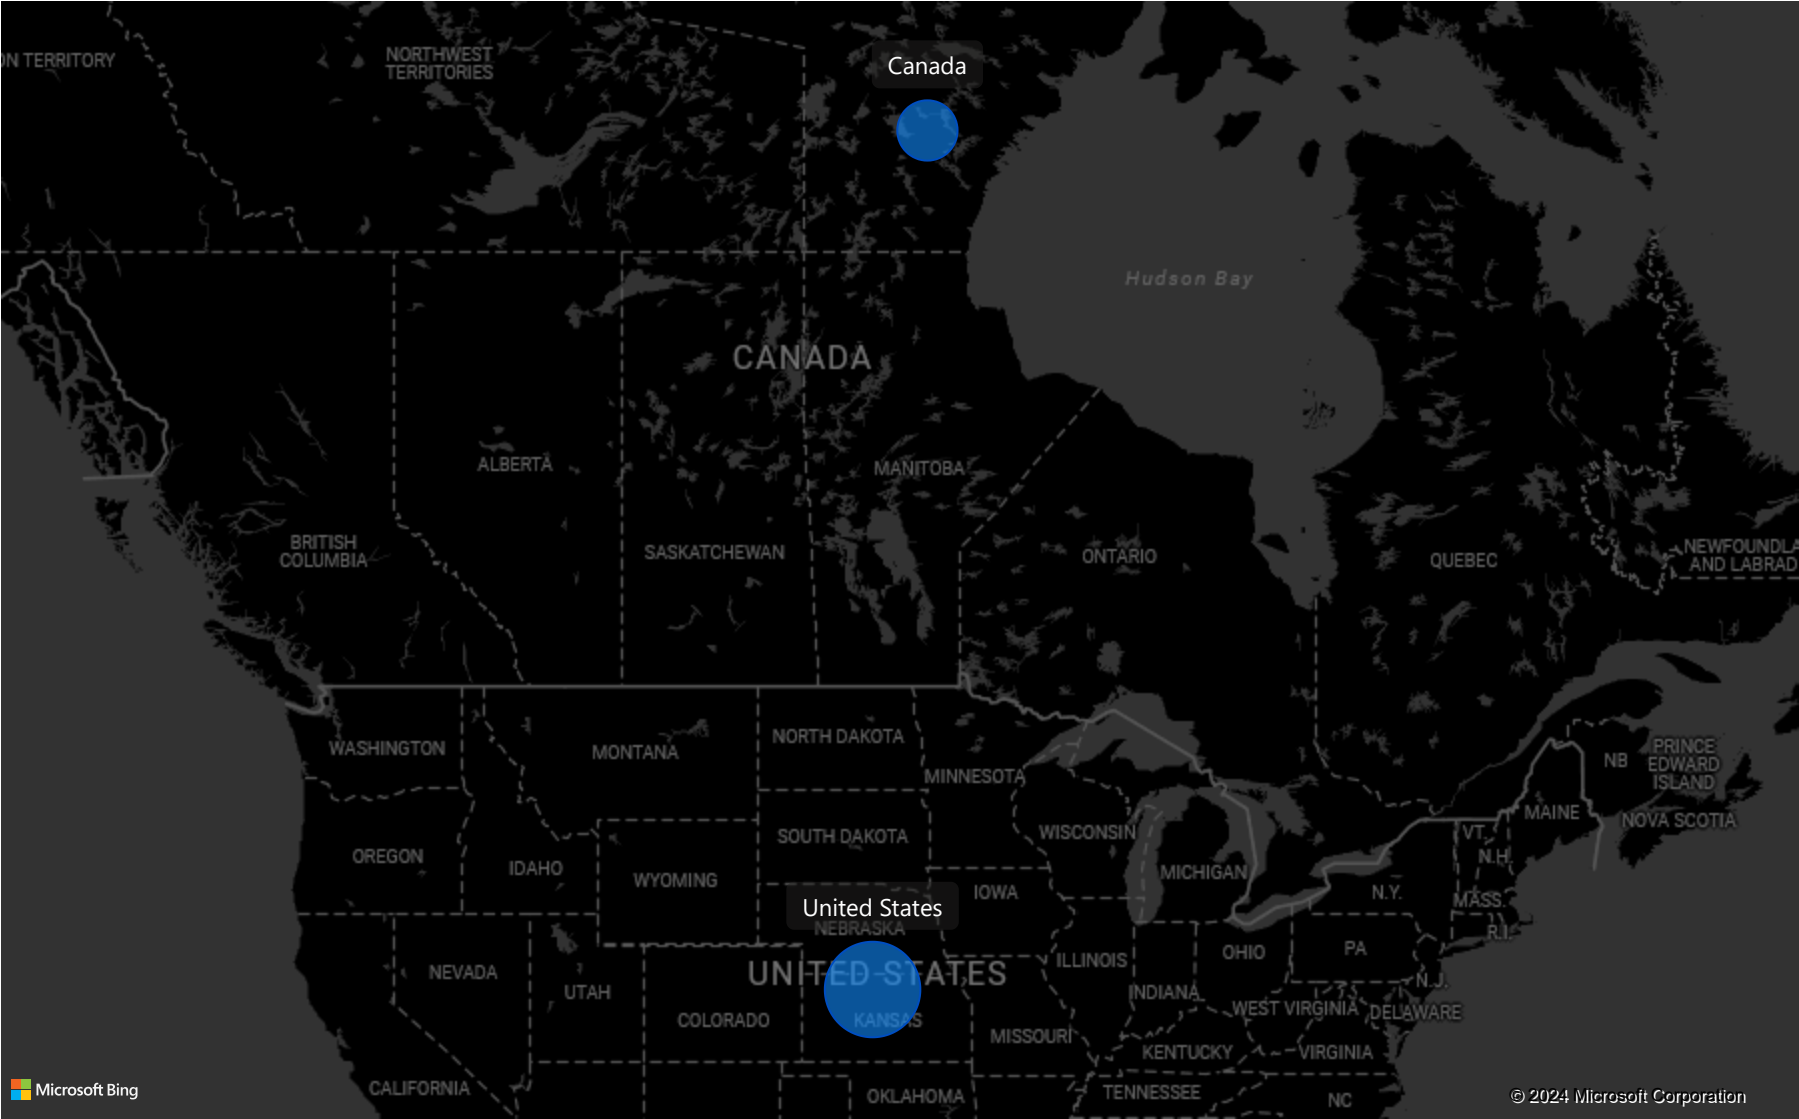 ON TERRITORY
NORTHWEST
TERRITORIES
Canada
Hudson Bay
CANADA
ALBERTA
MANITOBA
BRITISH
COLUMBIA
SASKATCHEWAN
ONTARIO
QUEBEC
NEWFOUNDLA
AND LABRAD
WASHINGTON
MONTANA
NORTH DAKOTA
MINNESOTA
NB
PRINCE
EDWARD
ISLAND
NOVA SCOTIA
MAINE
OREGON
IDAHO
WYOMING
SOUTH DAKOTA
WISCONSIN
MICHIGAN
VT.
N.H.
N.Y.
MASS.
R.I.
IOWA
United States
NEBRASKA
UNITED STATES
NEVADA
UTAH
COLORADO
KANSAS
ILLINOIS
INDIANA
OHIO
PA
N.J.
WEST VIRGINIA
DELAWARE
MISSOURI
KENTUCKY
VIRGINIA
CALIFORNIA
OKLAHOMA
TENNESSEE
NC
Microsoft Bing
© 2024 Microsoft Corporation